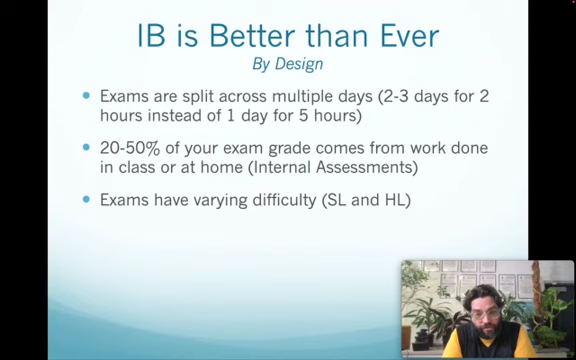 IB is Better than Ever
By Design
Exams are split across multiple days (2-3 days for 2
hours instead of 1 day for 5 hours)
20-50% of your exam grade comes from work done
in class or at home (Internal Assessments)
Exams have varying difficulty (SL and HL)